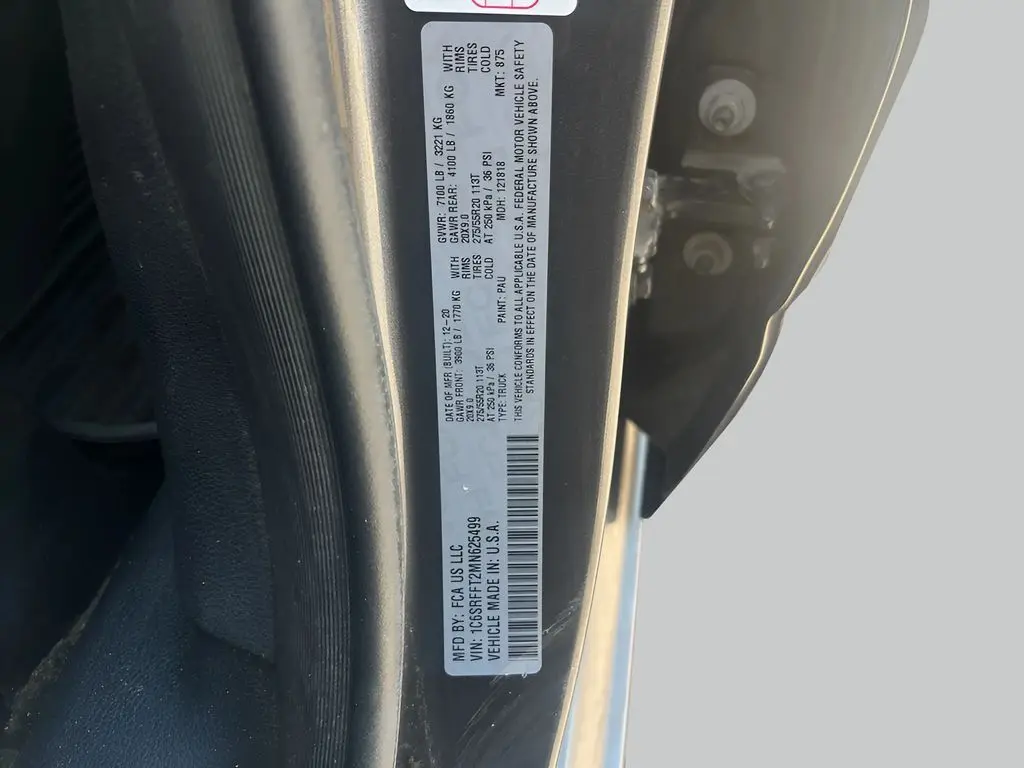 MFD BY: FCA US LLC
VIN: 1C6SRFFT2MN625499
VEHICLE MADE IN: U.S.A.
DATE OF MFR (BUILT): 12-20
GAWR FRONT: 3900 LB / 1770 KG WITH
20X9.0 RIMS
275/55R20 113T TIRES
AT 250 kPa / 36 PSI COLD
TYPE: TRUCK PAINT: PAU
GVWR: 7100 LB / 3221 KG
GAWR REAR: 4100 LB / 1860 KG WITH
20X9.0 RIMS
275/55R20 113T TIRES
AT 250 kPa / 36 PSI COLD
MDH: 121818 MKT: 875
THIS VEHICLE CONFORMS TO ALL APPLICABLE U.S.A. FEDERAL MOTOR VEHICLE SAFETY
STANDARDS IN EFFECT ON THE DATE OF MANUFACTURE SHOWN ABOVE.